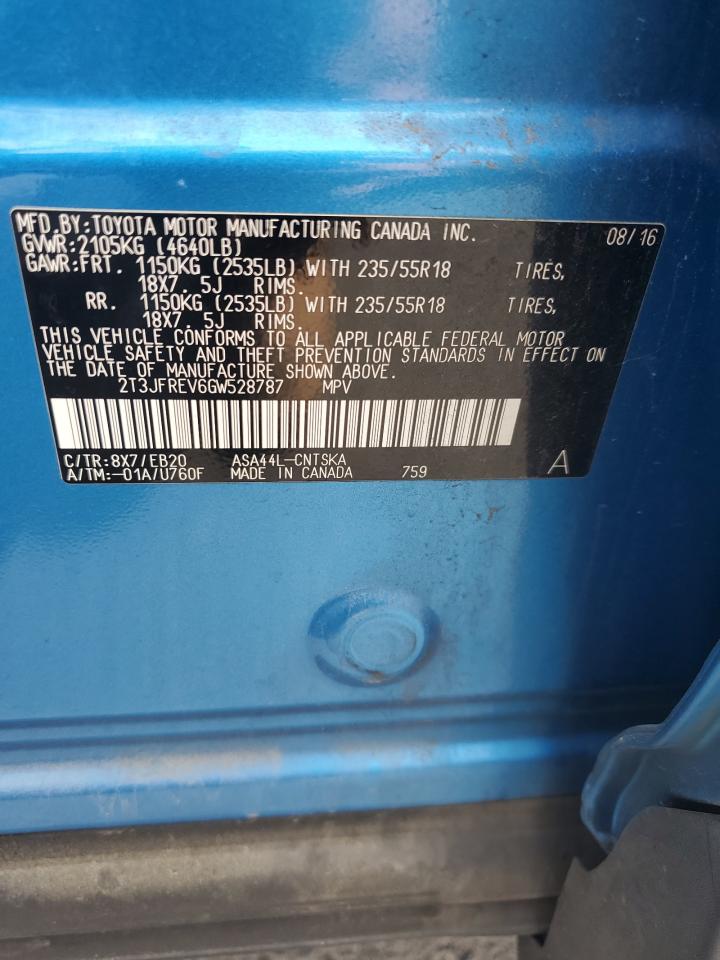 MFD.BY:TOYOTA MOTOR MANUFACTURING CANADA INC. 08/16
GVWR:2105KG (4640LB)
GAWR:FRT. 1150KG (2535LB) WITH 235/55R18 TIRES,
18X7.5J RIMS.
RR. 1150KG (2535LB) WITH 235/55R18 TIRES,
18X7.5J RIMS.
THIS VEHICLE CONFORMS TO ALL APPLICABLE FEDERAL MOTOR
VEHICLE SAFETY AND THEFT PREVENTION STANDARDS IN EFFECT ON
THE DATE OF MANUFACTURE SHOWN ABOVE.
2T3JFREV6GW528787 MPV
C/TR:8X7/EB20 ASA44L-CNTSKA
A/TM:-01A/U760F MADE IN CANADA 759 A